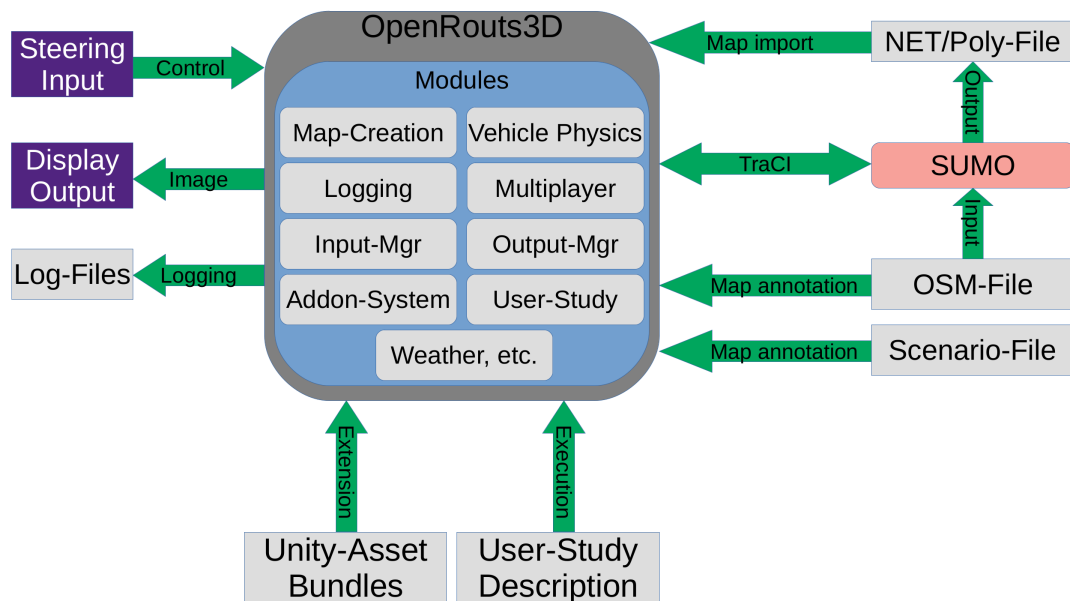 OpenRouts3D
Steering
Input
Control
Map import
NET/Poly-File
Modules
Output
Map-Creation
Vehicle Physics
Display
Output
Image
TraCI
SUMO
Logging
Multiplayer
Input
Input-Mgr
Output-Mgr
Log-Files
Logging
Map annotation
OSM-File
Addon-System
User-Study
Weather, etc.
Map annotation
Scenario-File
Extension
Execution
Unity-Asset
Bundles
User-Study
Description